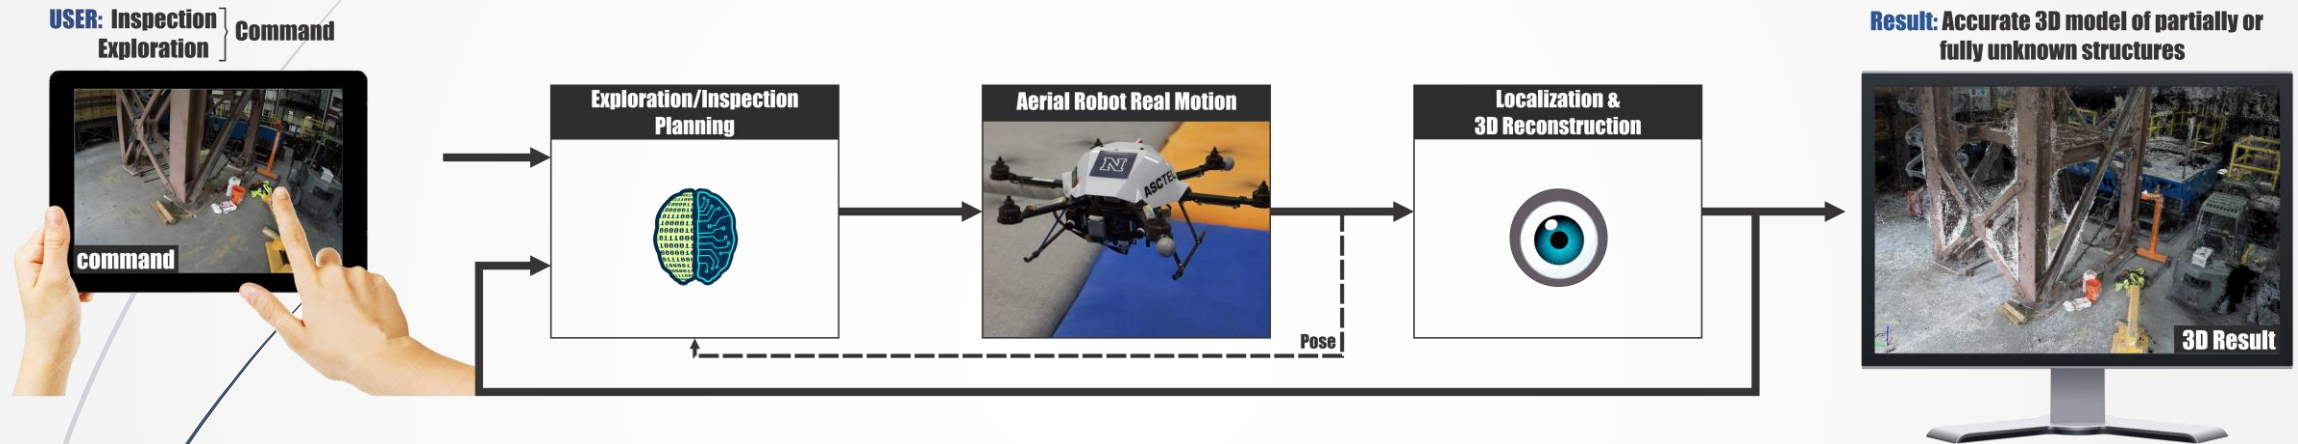 USER: Inspection
Exploration
Command
command
Exploration/Inspection
Planning
Aerial Robot Real Motion
N
ASCTEC
Pose
Localization &
3D Reconstruction
Result: Accurate 3D model of partially or
fully unknown structures
3D Result